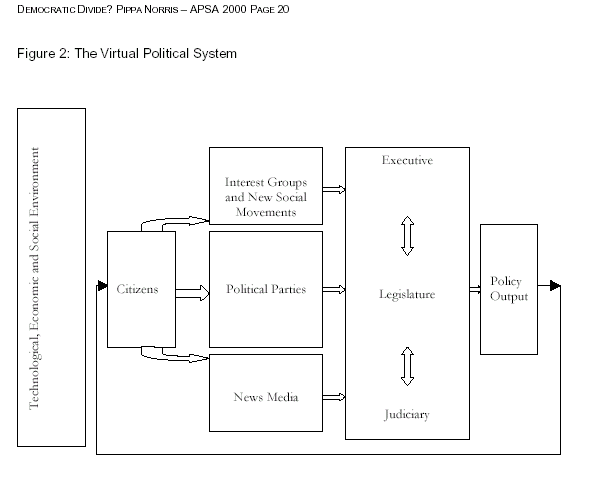 DEMOCRATIC DIVIDE? PIPPA NORRIS – APSA 2000 PAGE 20
Figure 2: The Virtual Political System
Technological, Economic and Social Environment
Citizens
Interest Groups
and New Social
Movements
Political Parties
News Media
Executive
Legislature
Judiciary
Policy
Output